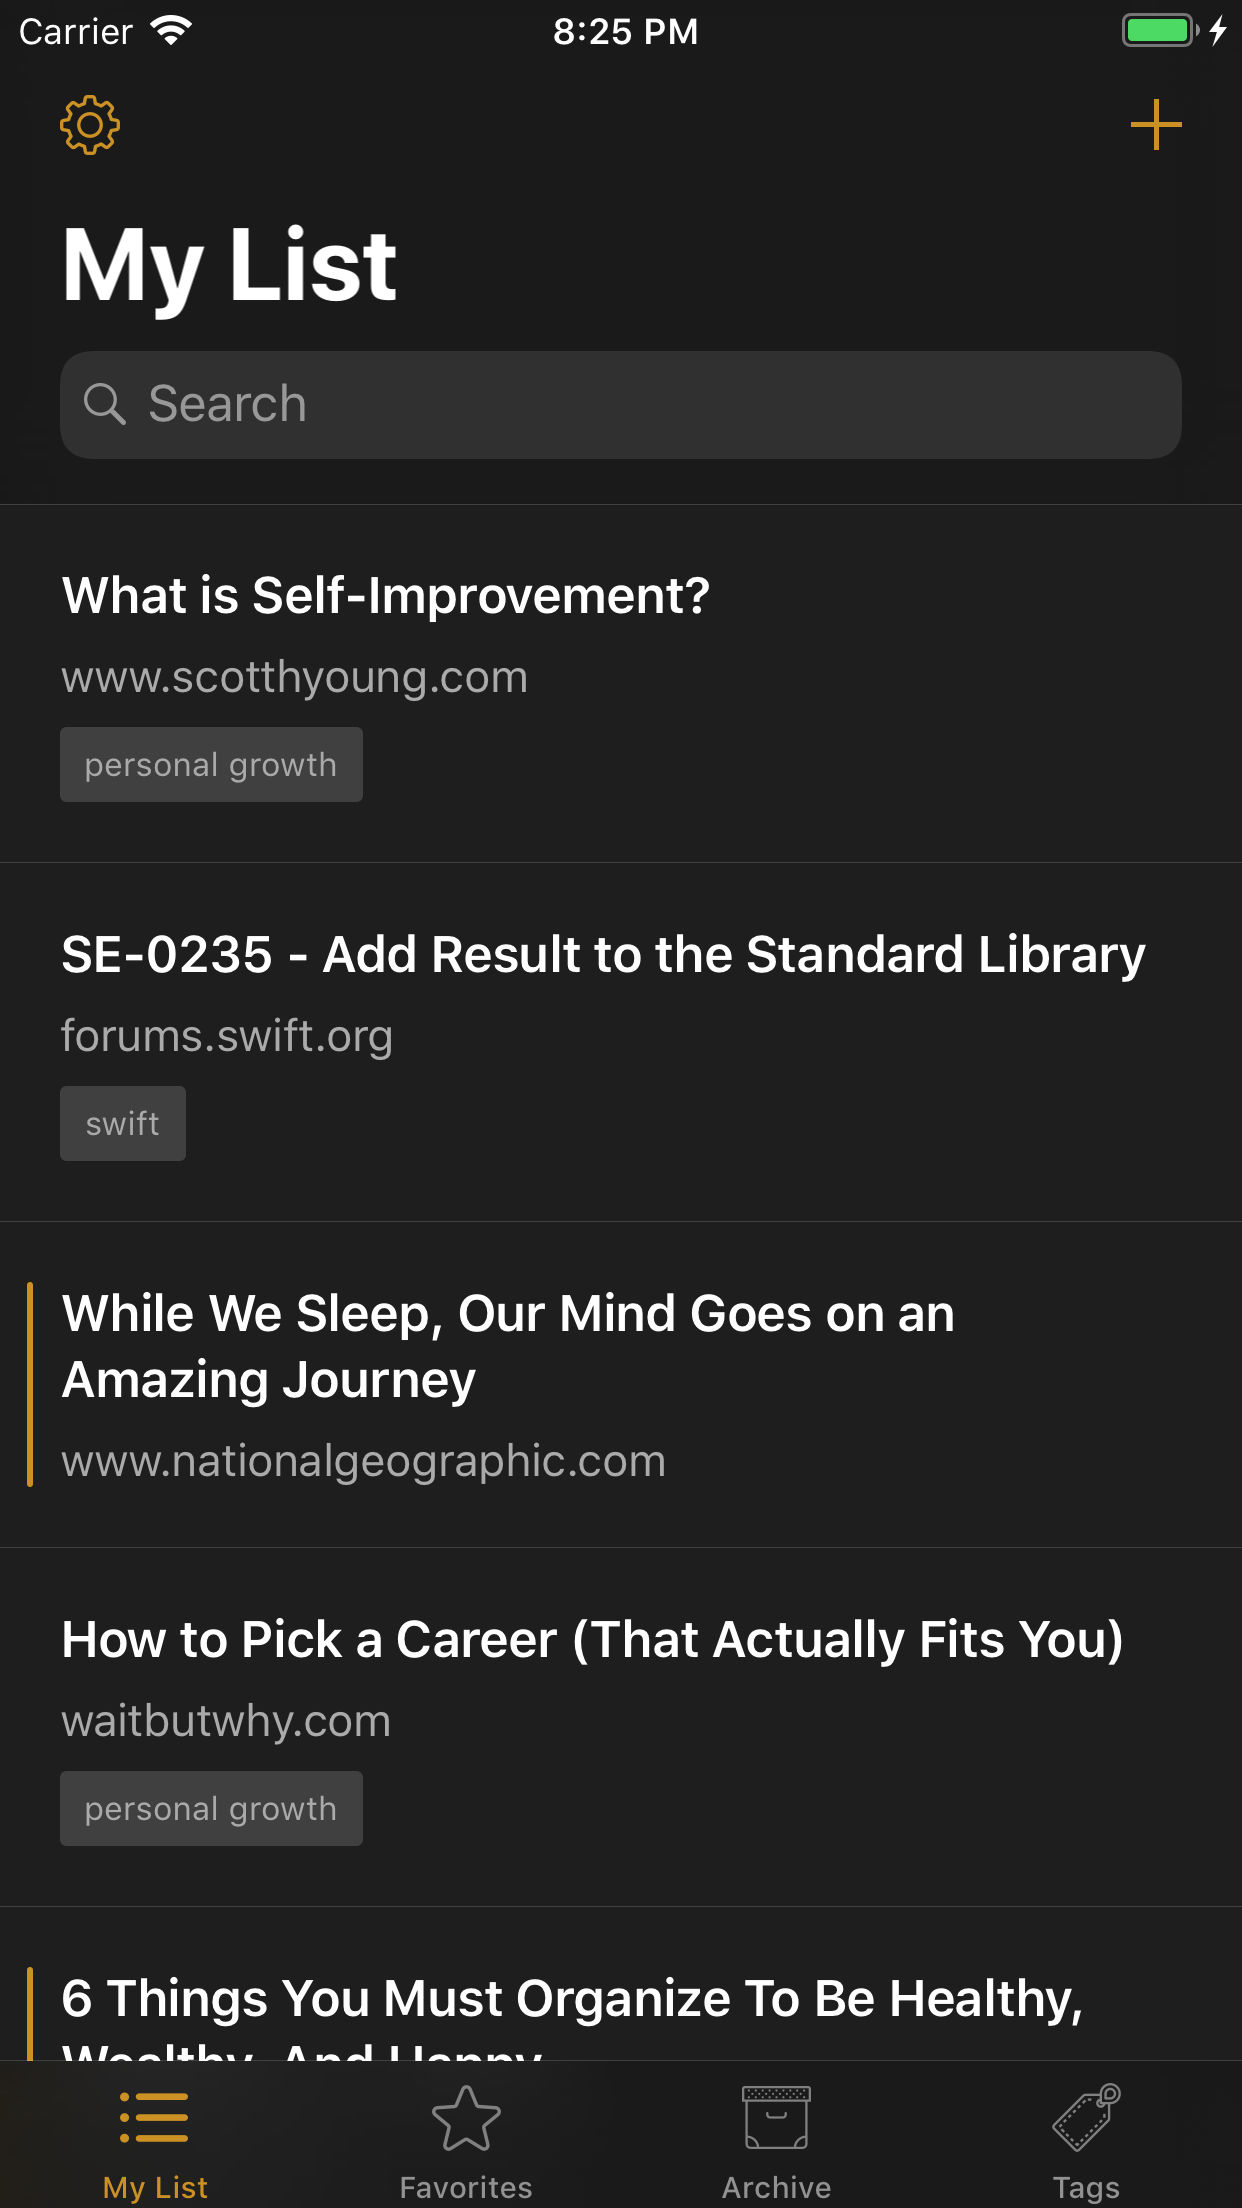 Carrier 8:25 PM
My List
Search
What is Self-Improvement?
www.scotthyoung.com
personal growth
SE-0235 - Add Result to the Standard Library
forums.swift.org
swift
While We Sleep, Our Mind Goes on an
Amazing Journey
www.nationalgeographic.com
How to Pick a Career (That Actually Fits You)
waitbutwhy.com
personal growth
6 Things You Must Organize To Be Healthy,
Wealthy, And Happy
My List Favorites Archive Tags